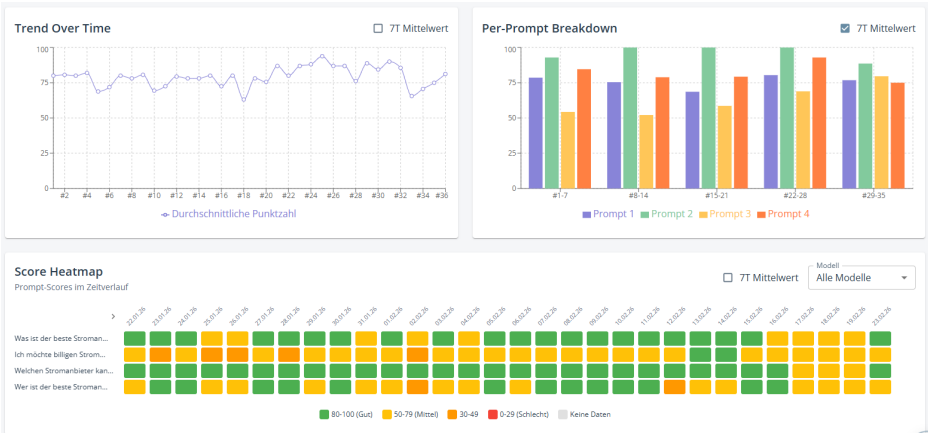 Trend Over Time
7T Mittelwert
100
75
50
25
0
#2 #4 #6 #8 #10 #12 #14 #16 #18 #20 #22 #24 #26 #28 #30 #32 #34 #36
Durchschnittliche Punktzahl
Per-Prompt Breakdown
7T Mittelwert
100
75
50
25
0
#1-7 #8-14 #15-21 #22-28 #29-35
Prompt 1 Prompt 2 Prompt 3 Prompt 4
Score Heatmap
Prompt-Scores im Zeitverlauf
7T Mittelwert
Modell
Alle Modelle
22.01.26 23.01.26 24.01.26 25.01.26 26.01.26 27.01.26 28.01.26 29.01.26 30.01.26 31.01.26 01.02.26 02.02.26 03.02.26 04.02.26 05.02.26 06.02.26 07.02.26 08.02.26 09.02.26 10.02.26 11.02.26 12.02.26 13.02.26 14.02.26 15.02.26 16.02.26 17.02.26 18.02.26 19.02.26 23.02.26
Was ist der beste Stroman...
Ich möchte billigen Strom...
Welchen Stromanbieter kan...
Wer ist der beste Stroman...
80-100 (Gut) 50-79 (Mittel) 30-49 0-29 (Schlecht) Keine Daten